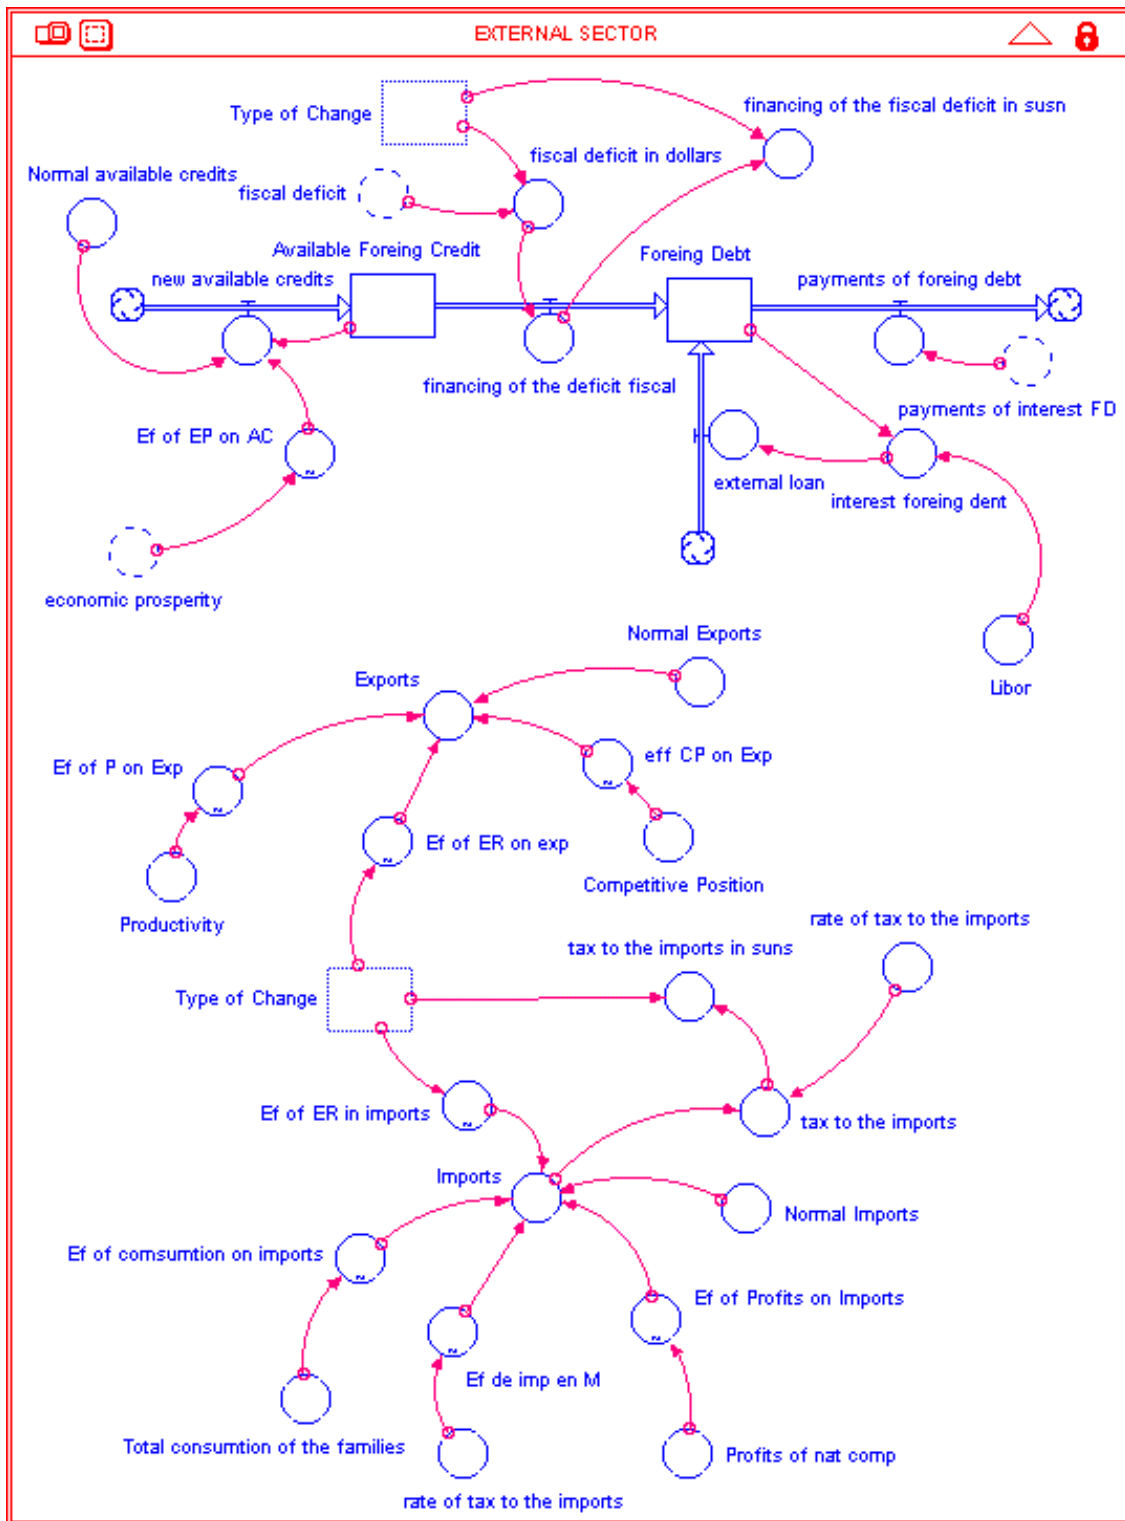 EXTERNAL SECTOR
Type of Change
financing of the fiscal deficit in susn
fiscal deficit in dollars
Normal available credits
fiscal deficit
Available Foreing Credit
Foreing Debt
new available credits
payments of foreing debt
financing of the deficit fiscal
payments of interest FD
Ef of EP on AC
external loan
interest foreing dent
economic prosperity
Normal Exports
Exports
Libor
Ef of P on Exp
eff CP on Exp
Ef of ER on exp
Competitive Position
Productivity
rate of tax to the imports
tax to the imports in suns
Type of Change
Ef of ER in imports
tax to the imports
Imports
Normal Imports
Ef of comsumtion on imports
Ef of Profits on Imports
Ef de imp en M
Total consumtion of the families
Profits of nat comp
rate of tax to the imports